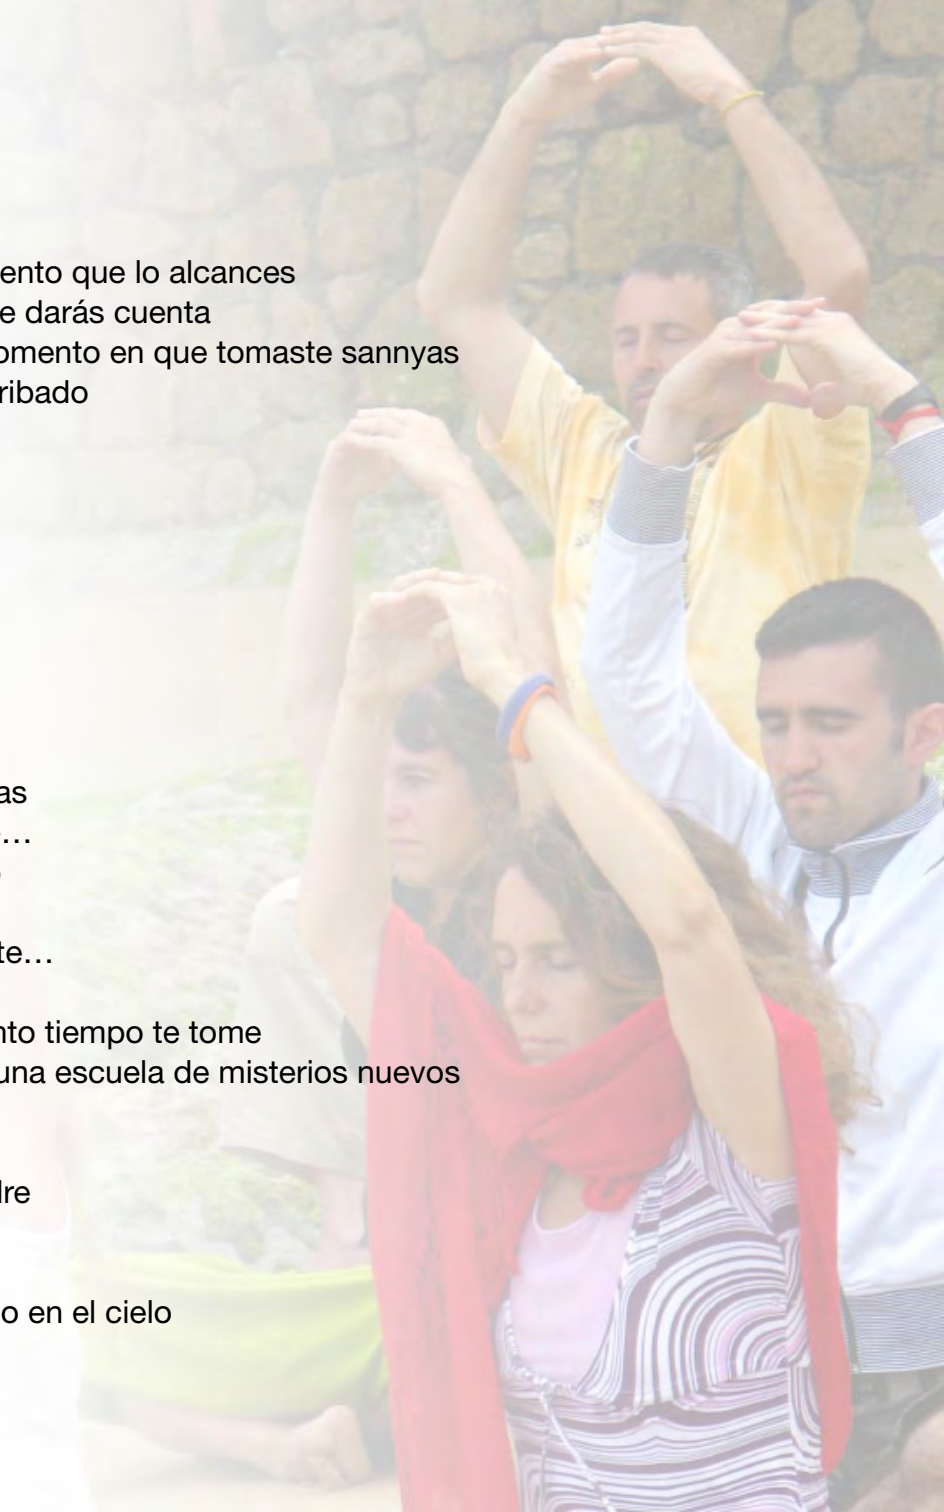 ento que lo alcances
e darás cuenta
omento en que tomaste sannyas
ribado
as
…
te…
nto tiempo te tome
una escuela de misterios nuevos
dre
o en el cielo